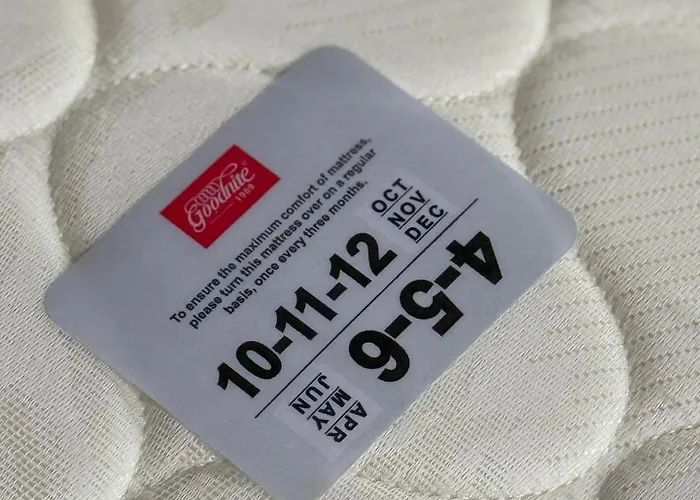 Goodnite
1989
To ensure the maximum comfort of mattress,
please turn this mattress over on a regular
basis, once every three months.
10-11-12
OCT
NOV
DEC
4-5-6
APR
MAY
JUN